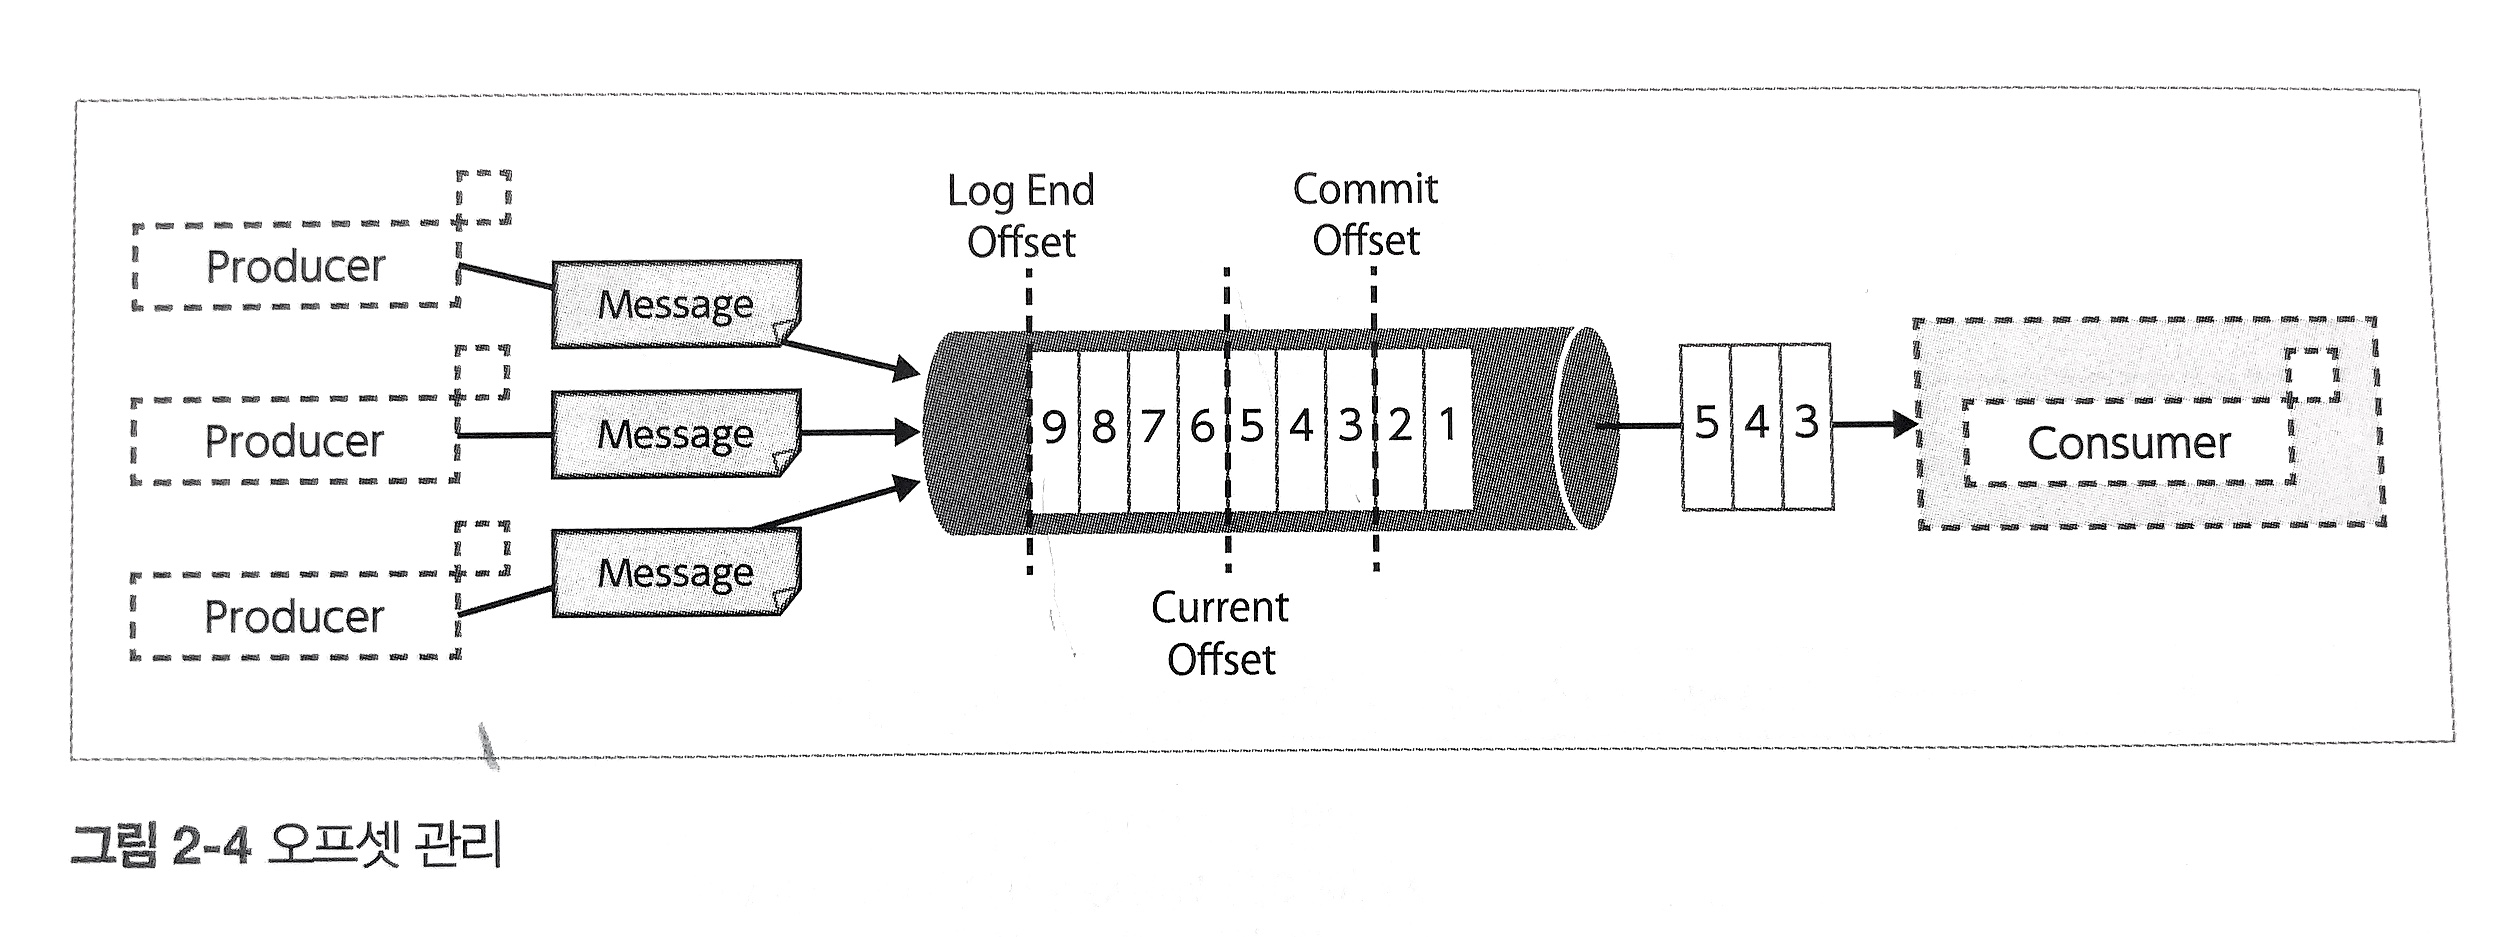 Log End
Offset
Commit
Offset
Producer
Message
Producer
Message
Producer
Message
9 8 7 6 5 4 3 2 1
5 4 3
Consumer
Current
Offset
그림 2-4 오프셋 관리